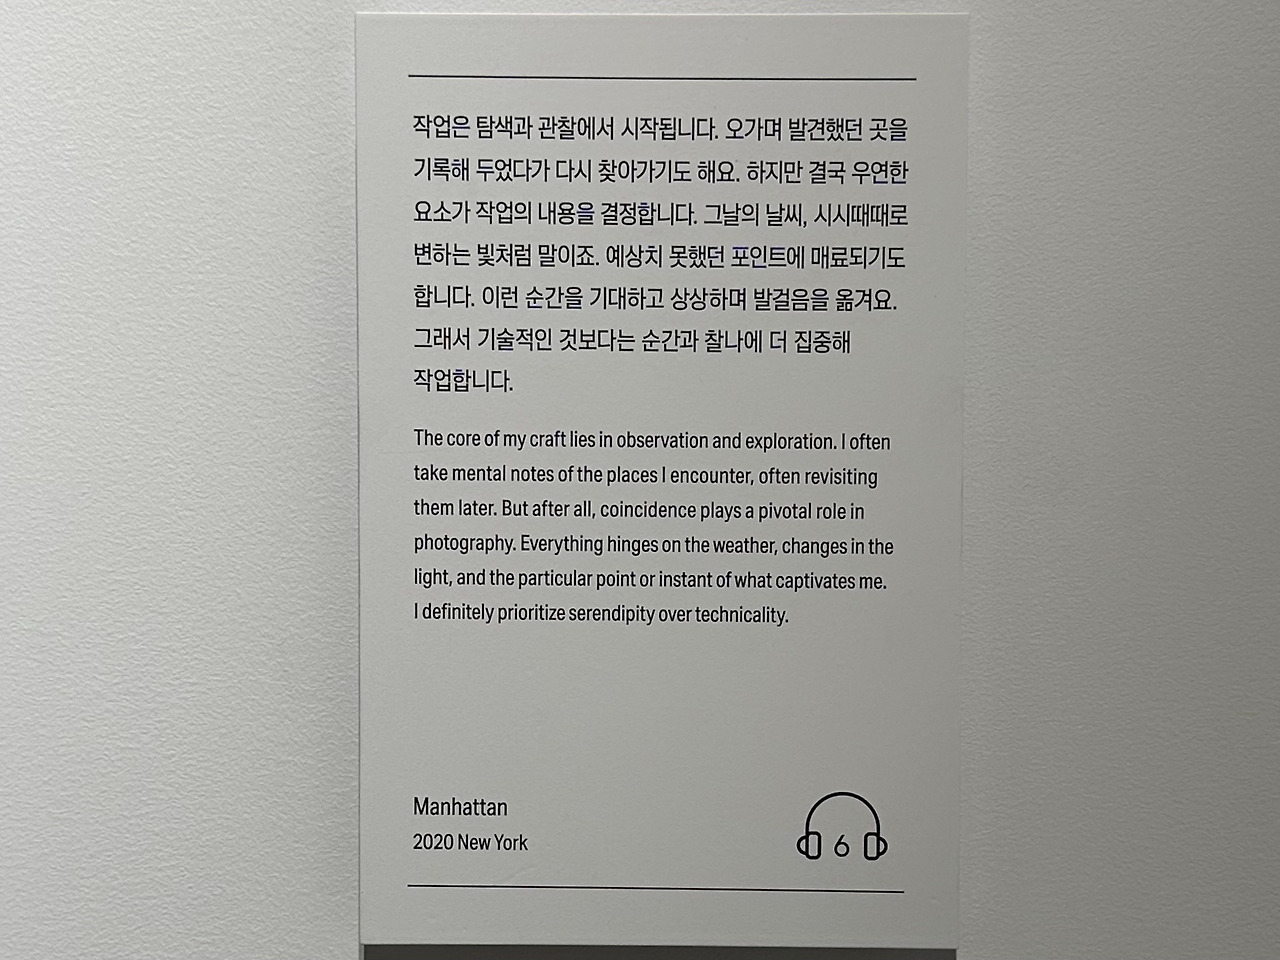 작업은 탐색과 관찰에서 시작됩니다. 오가며 발견했던 곳을
기록해 두었다가 다시 찾아가기도 해요. 하지만 결국 우연한
요소가 작업의 내용을 결정합니다. 그날의 날씨, 시시때때로
변하는 빛처럼 말이죠. 예상치 못했던 포인트에 매료되기도
합니다. 이런 순간을 기대하고 상상하며 발걸음을 옮겨요.
그래서 기술적인 것보다는 순간과 찰나에 더 집중해
작업합니다.
The core of my craft lies in observation and exploration. I often
take mental notes of the places I encounter, often revisiting
them later. But after all, coincidence plays a pivotal role in
photography. Everything hinges on the weather, changes in the
light, and the particular point or instant of what captivates me.
I definitely prioritize serendipity over technicality.
Manhattan
2020 New York
6